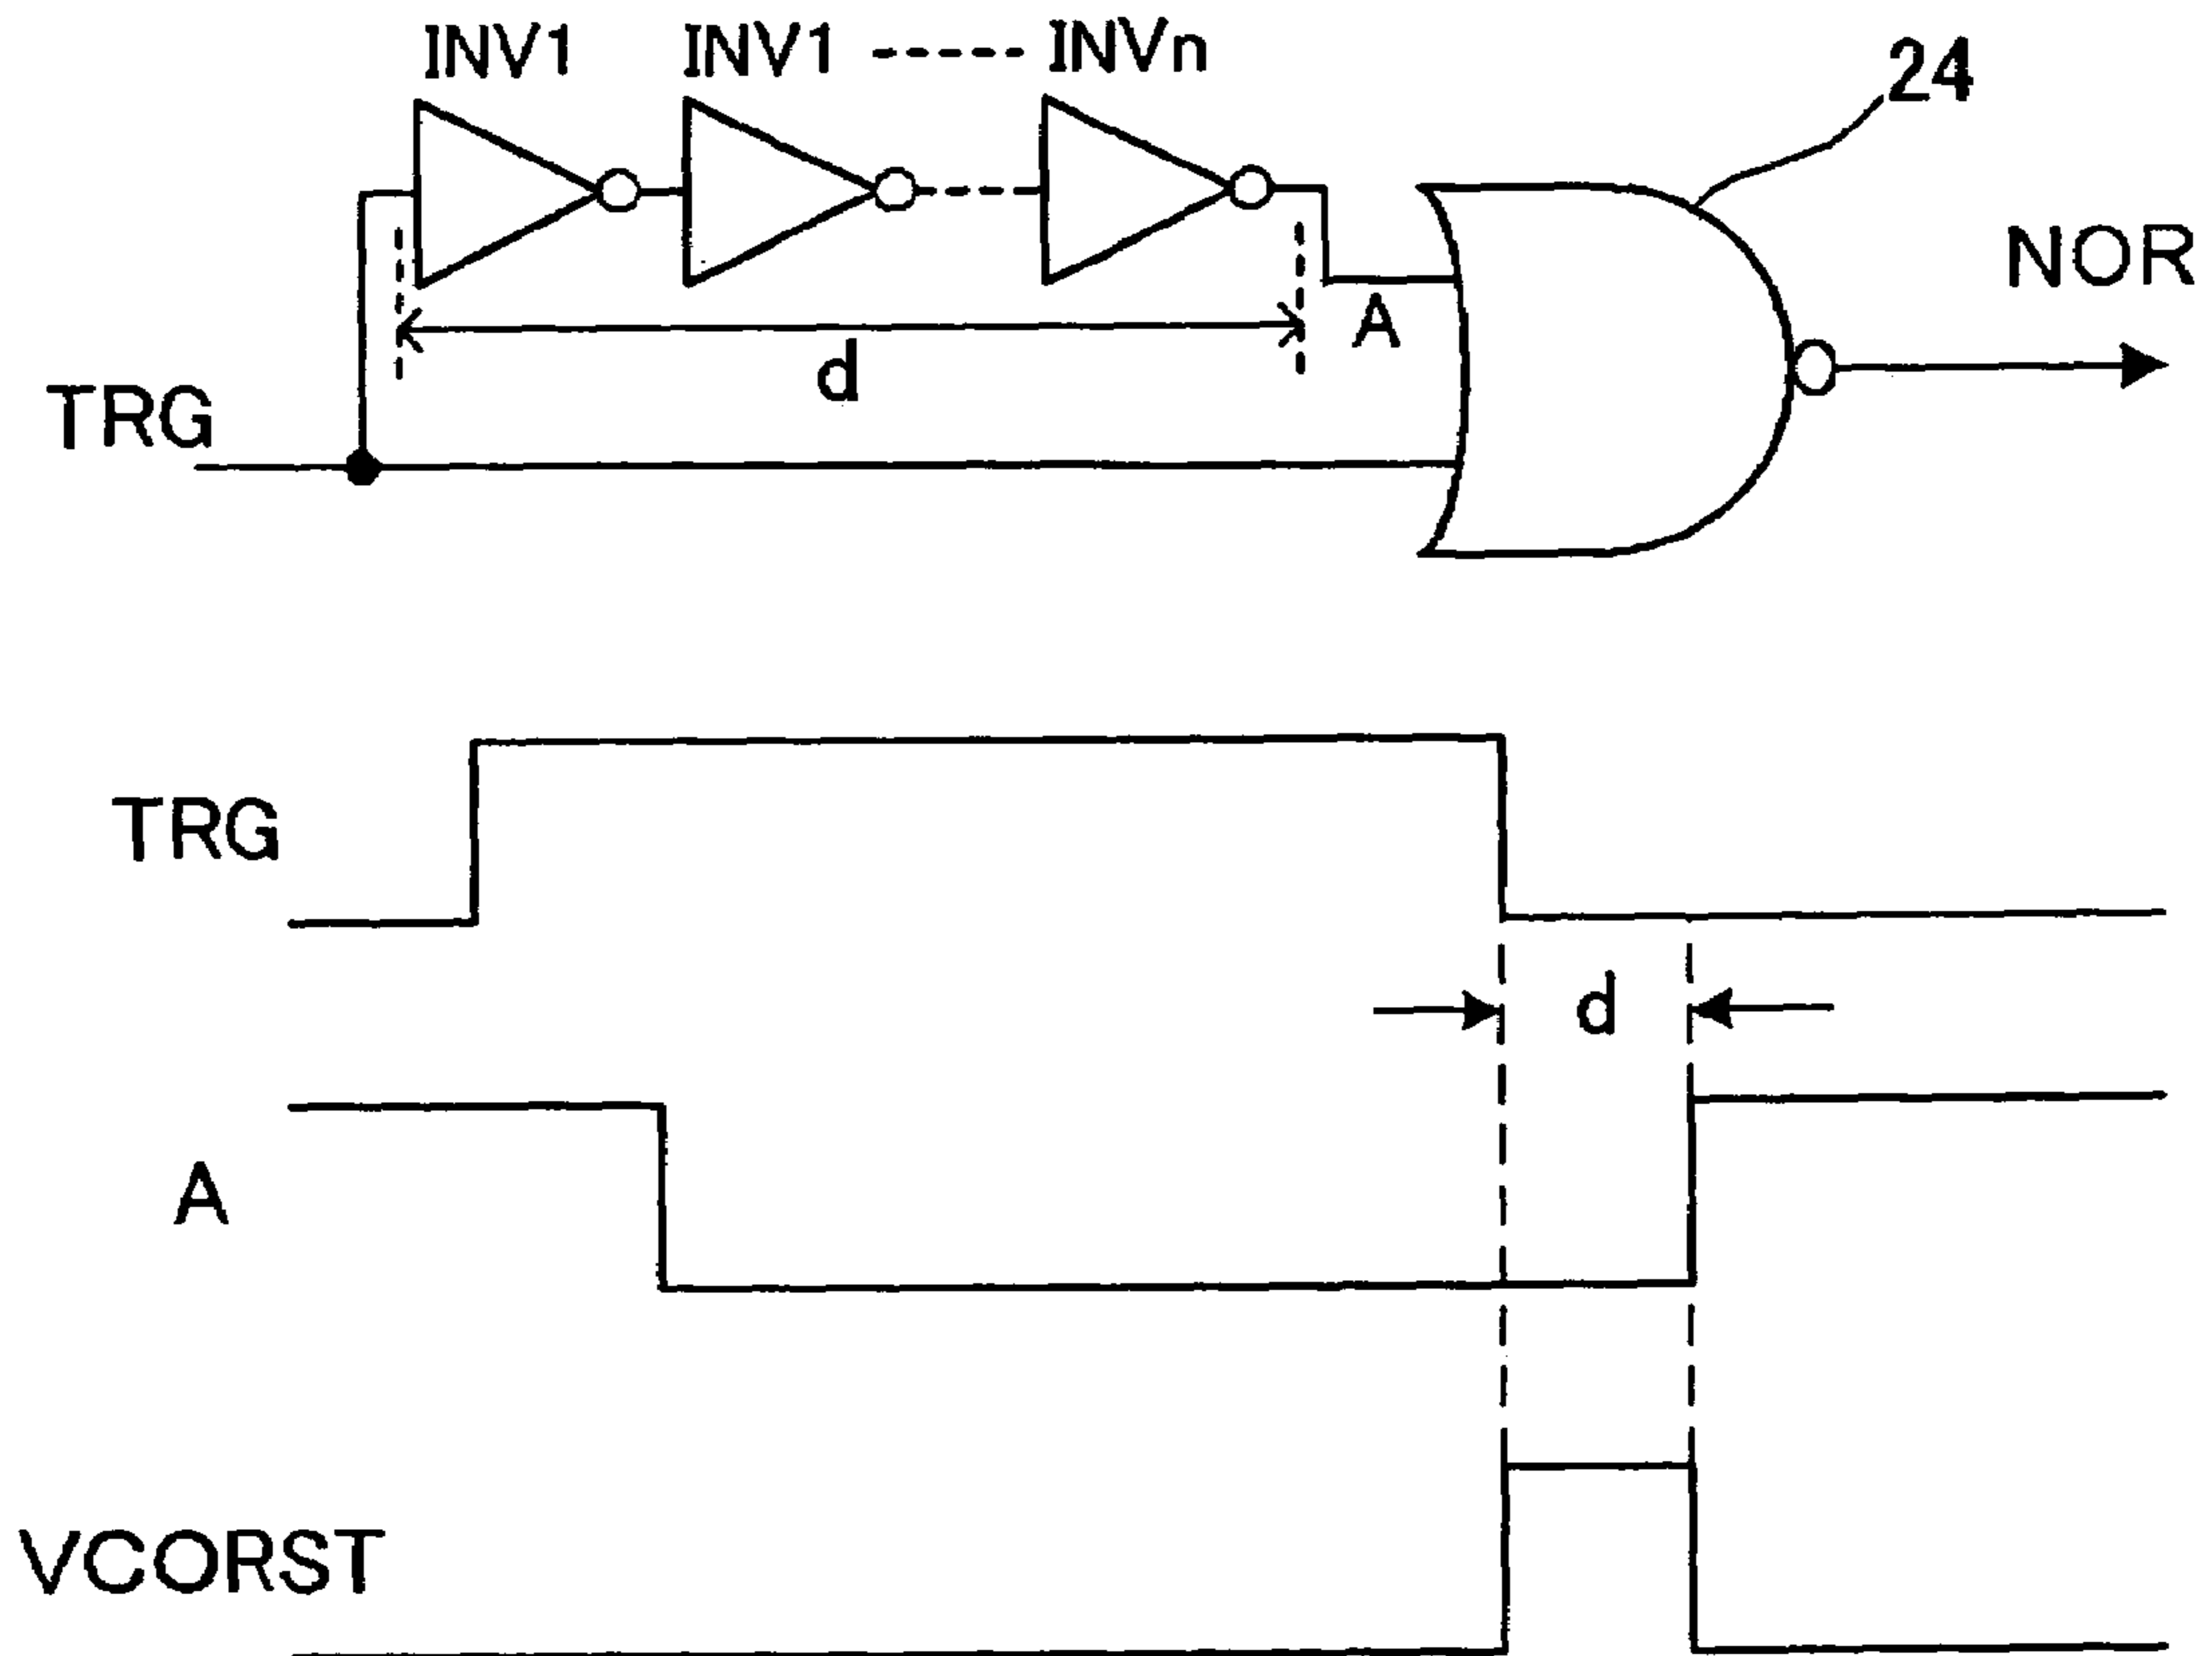 INV1 INV1 ----- INVn
24
NOR
A
d
TRG
TRG
d
A
VCORST